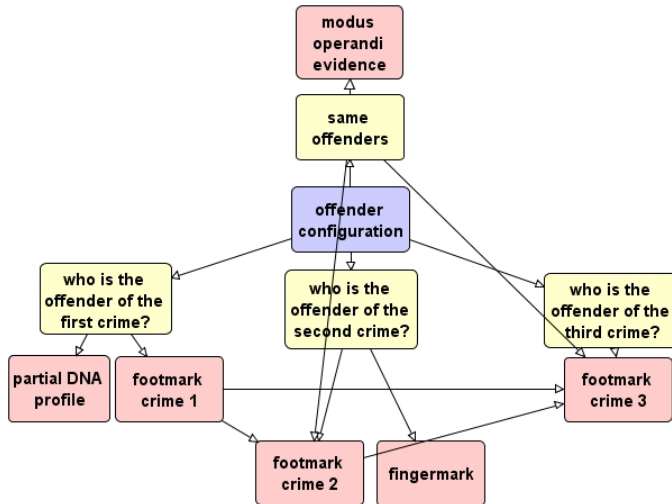 modus
operandi
evidence
same
offenders
offender
configuration
who is the
offender of the
first crime?
who is the
offender of the
second crime?
who is the
offender of the
third crime?
partial DNA
profile
footmark
crime 1
footmark
crime 3
footmark
crime 2
fingermark